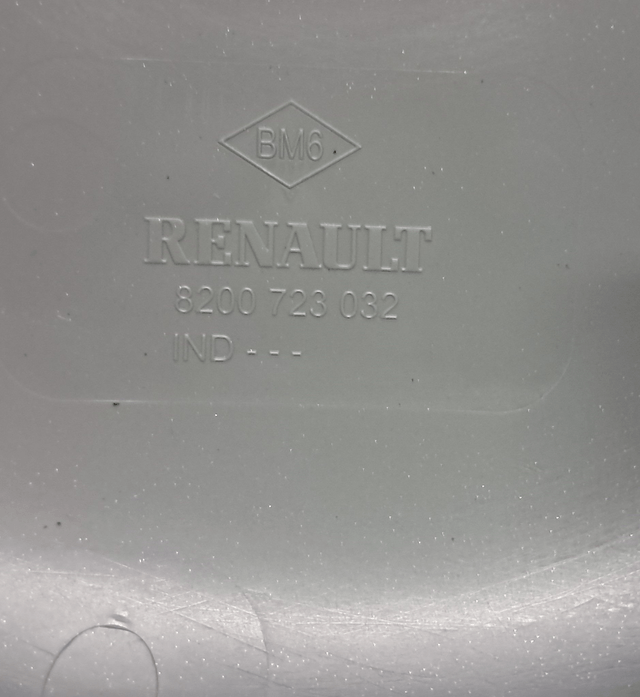 BM6
RENAULT
8200 723 032
IND - - -